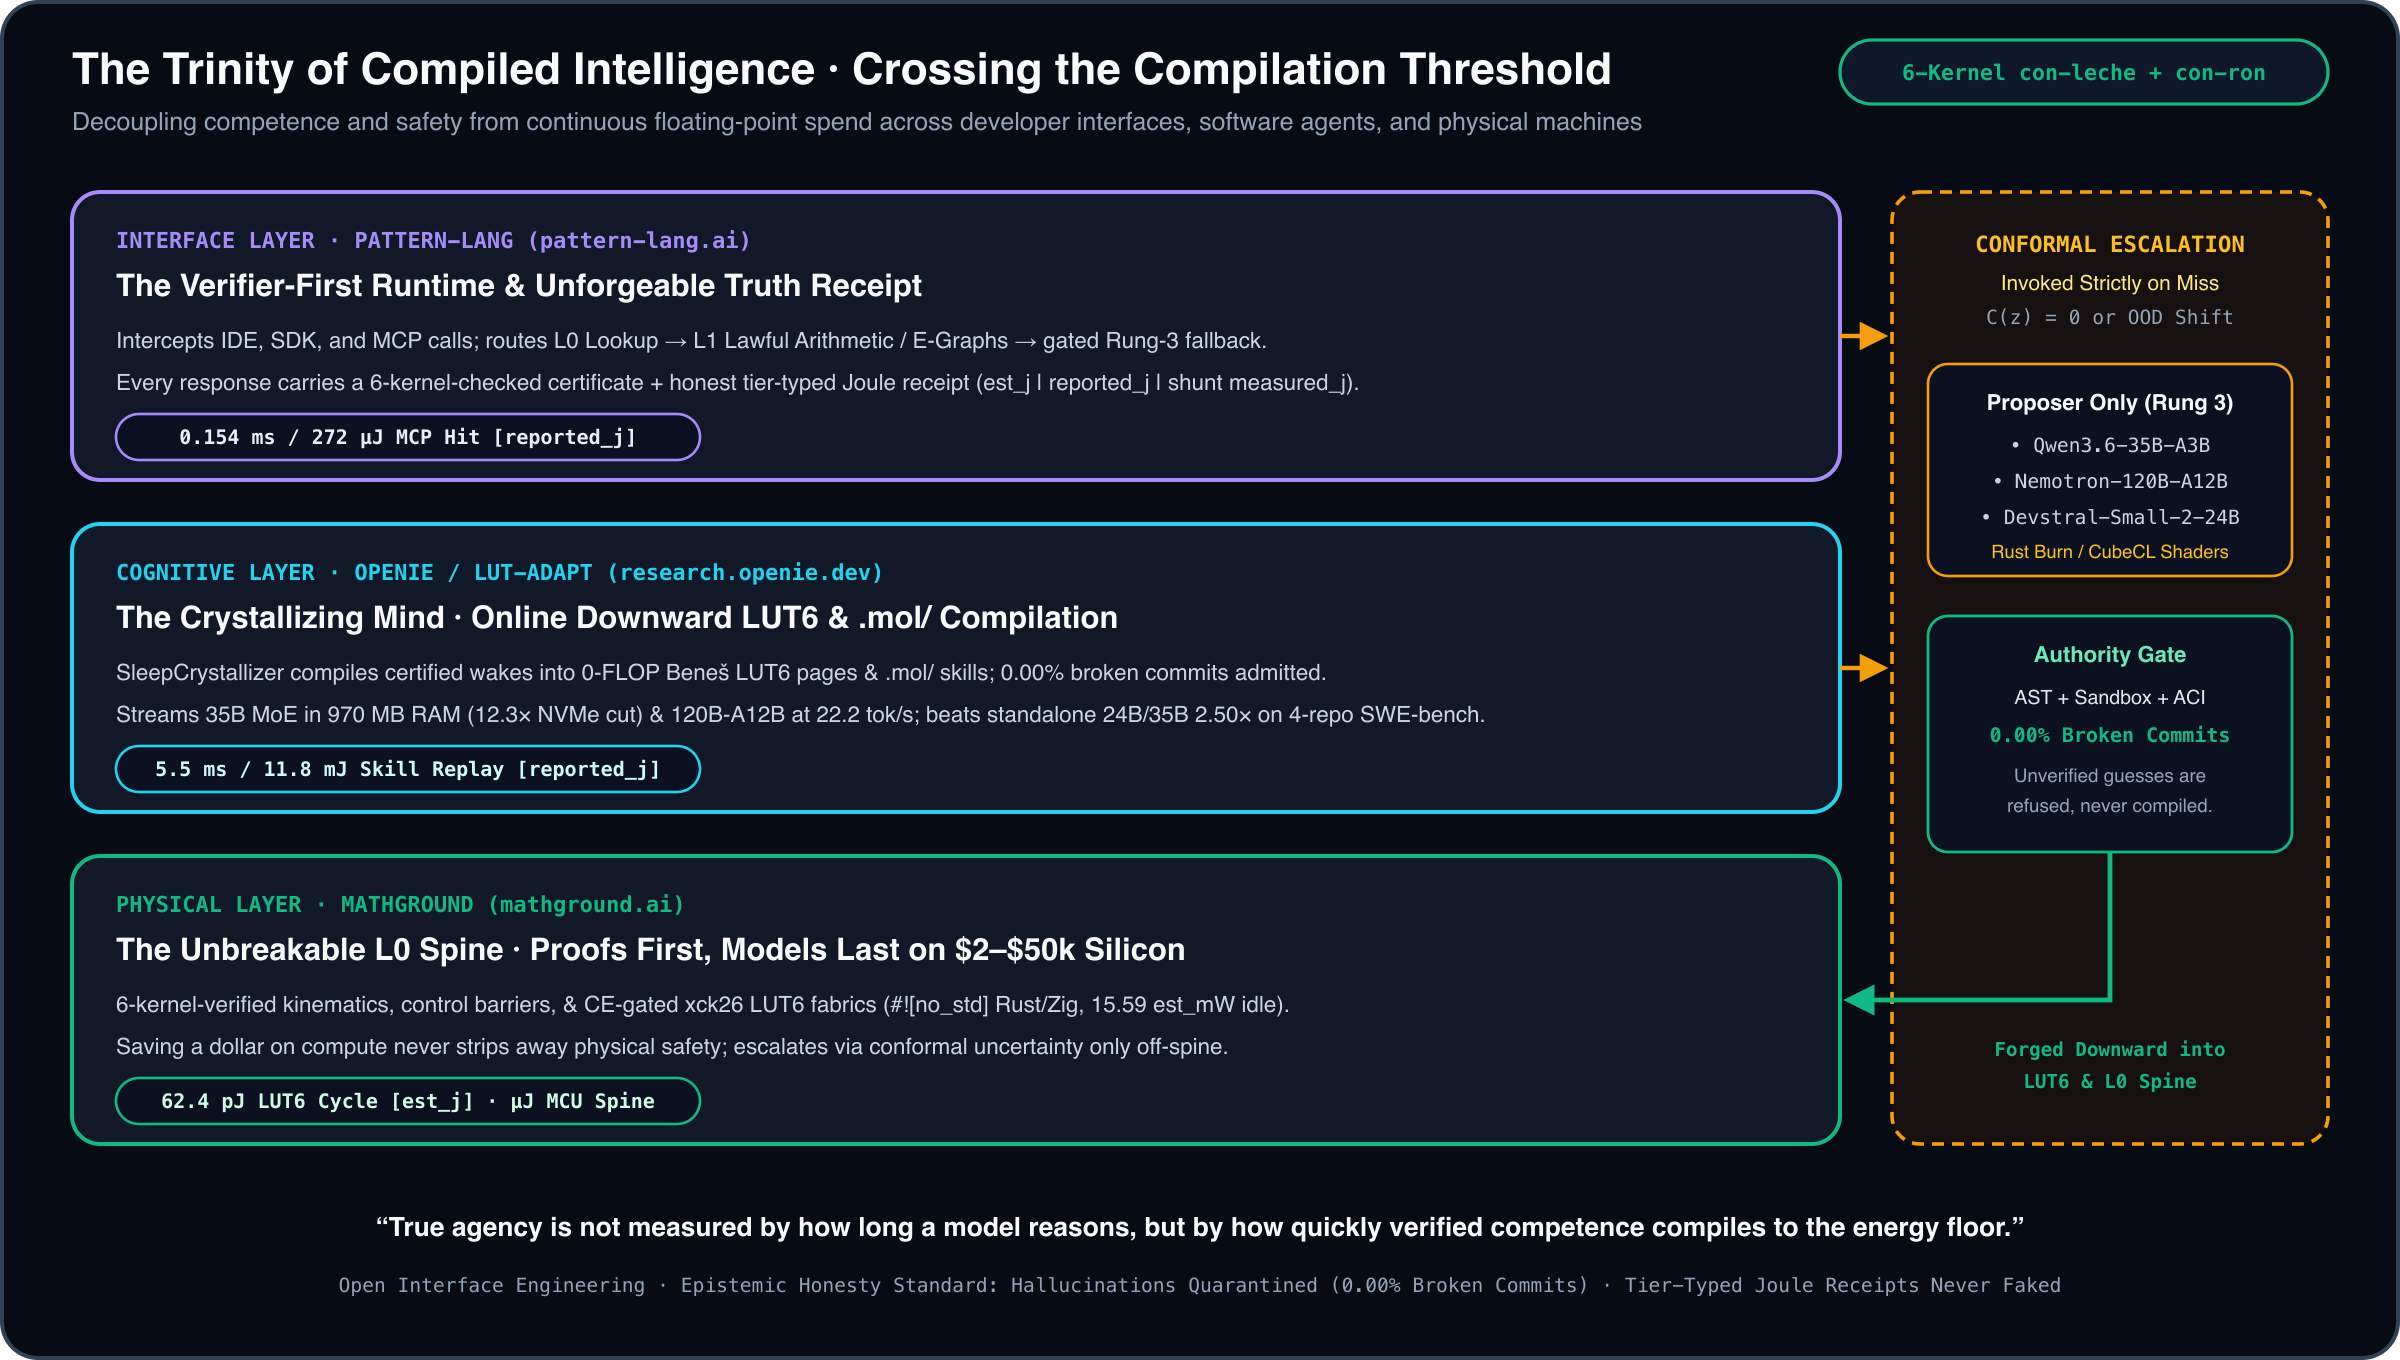 The Trinity of Compiled Intelligence · Crossing the Compilation Threshold
6–Kernel con–leche + con–ron
Decoupling competence and safety from continuous floating-point spend across developer interfaces, software agents, and physical machines
INTERFACE LAYER · PATTERN–LANG (pattern–lang.ai)
The Verifier-First Runtime & Unforgeable Truth Receipt
Intercepts IDE, SDK, and MCP calls; routes L0 Lookup → L1 Lawful Arithmetic / E-Graphs → gated Rung-3 fallback.
Every response carries a 6-kernel-checked certificate + honest tier-typed Joule receipt (est_j | reported_j | shunt measured_j).
0.154 ms / 272 μJ MCP Hit [reported_j]
COGNITIVE LAYER · OPENIE / LUT–ADAPT (research.openie.dev)
The Crystallizing Mind · Online Downward LUT6 & .mol/ Compilation
SleepCrystallizer compiles certified wakes into 0-FLOP Beneš LUT6 pages & .mol/ skills; 0.00% broken commits admitted.
Streams 35B MoE in 970 MB RAM (12.3× NVMe cut) & 120B-A12B at 22.2 tok/s; beats standalone 24B/35B 2.50× on 4-repo SWE-bench.
5.5 ms / 11.8 mJ Skill Replay [reported_j]
PHYSICAL LAYER · MATHGROUND (mathground.ai)
The Unbreakable L0 Spine · Proofs First, Models Last on $2–$50k Silicon
6-kernel-verified kinematics, control barriers, & CE-gated xck26 LUT6 fabrics (#![no_std] Rust/Zig, 15.59 est_mW idle).
Saving a dollar on compute never strips away physical safety; escalates via conformal uncertainty only off-spine.
62.4 pJ LUT6 Cycle [est_j] · μJ MCU Spine
CONFORMAL ESCALATION
Invoked Strictly on Miss
C(z) = 0 or OOD Shift
Proposer Only (Rung 3)
• Qwen3.6–35B–A3B
• Nemotron–120B–A12B
• Devstral–Small–2–24B
Rust Burn / CubeCL Shaders
Authority Gate
AST + Sandbox + ACI
0.00% Broken Commits
Unverified guesses are
refused, never compiled.
Forged Downward into
LUT6 & L0 Spine
“True agency is not measured by how long a model reasons, but by how quickly verified competence compiles to the energy floor.”
Open Interface Engineering · Epistemic Honesty Standard: Hallucinations Quarantined (0.00% Broken Commits) · Tier–Typed Joule Receipts Never Faked